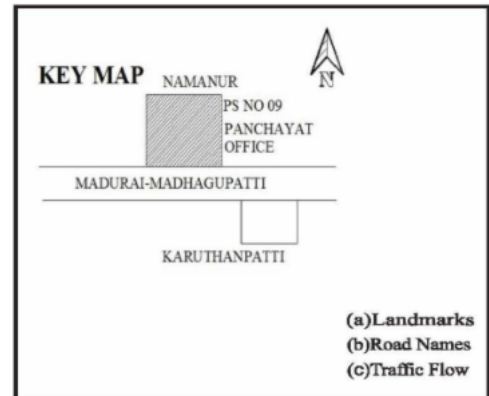 N
KEY MAP
NAMANUR
PS NO 09
PANCHAYAT
OFFICE
MADURAI-MADHAGUPATTI
KARUTHANPATTI
(a)Landmarks
(b)Road Names
(c)Traffic Flow